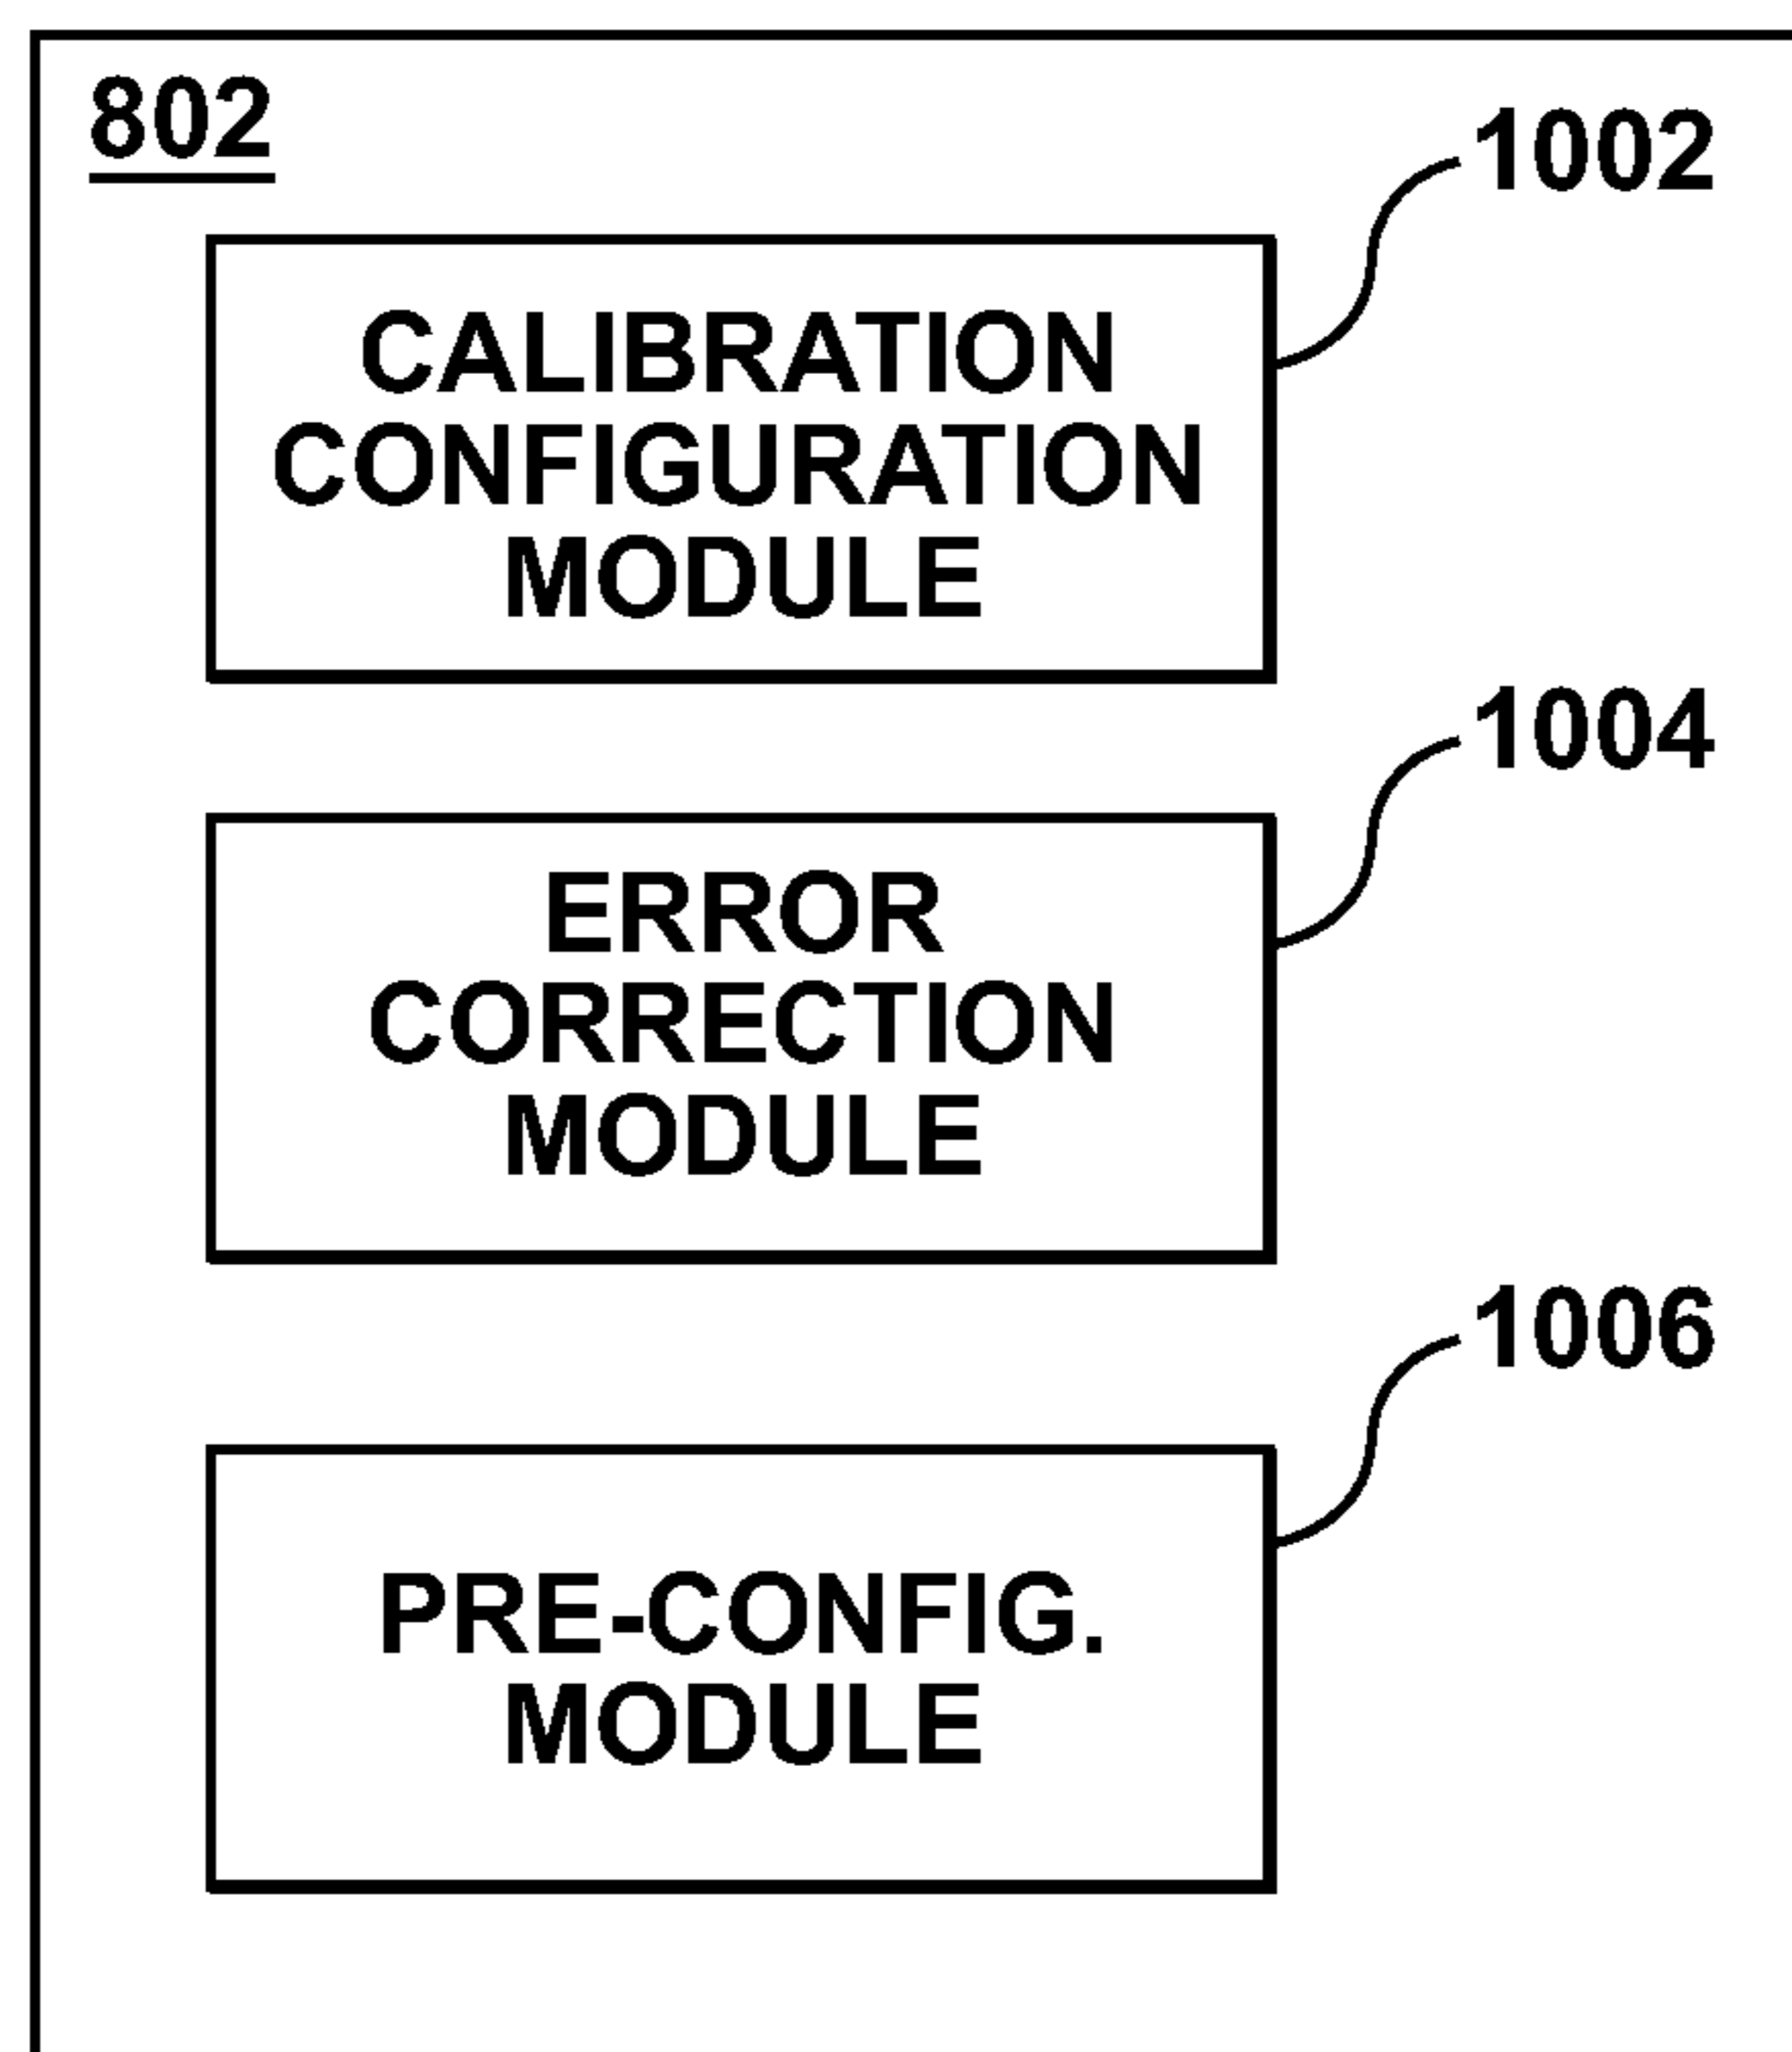 802
1002
CALIBRATION
CONFIGURATION
MODULE
1004
ERROR
CORRECTION
MODULE
1006
PRE-CONFIG.
MODULE